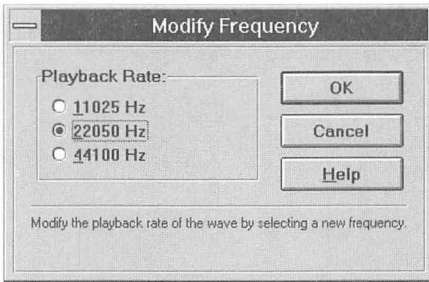 Modify Frequency
Playback Rate:
11025 Hz
22050 Hz
44100 Hz
OK
Cancel
Help
Modify the playback rate of the wave by selecting a new frequency.